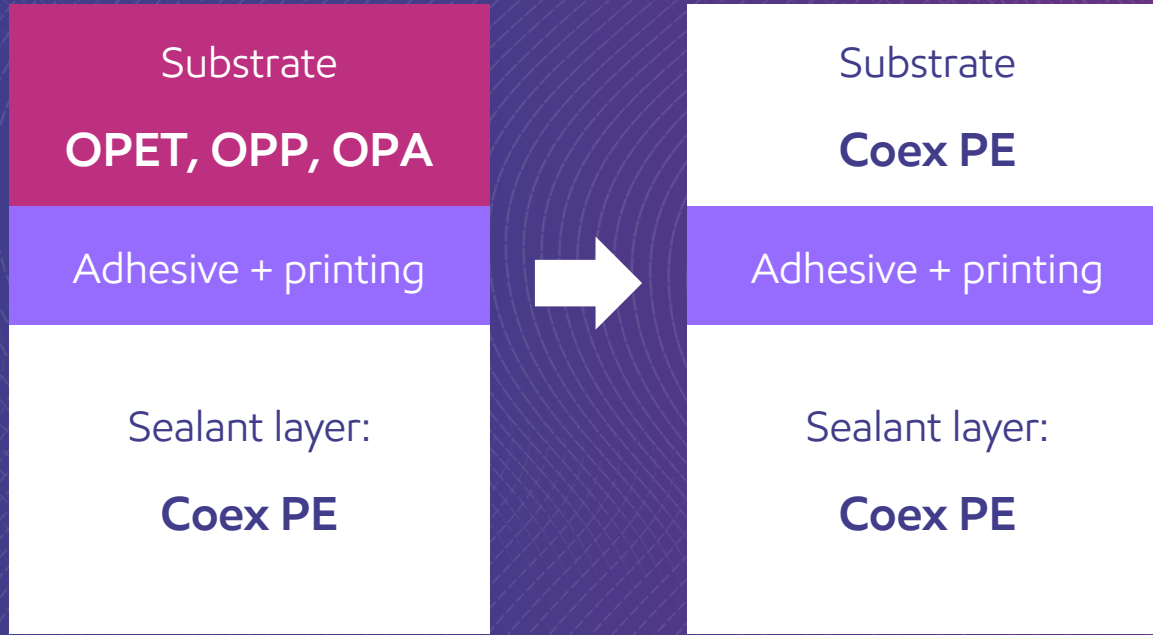 Substrate
OPET, OPP, OPA
Adhesive + printing
Sealant layer:
Coex PE
Substrate
Coex PE
Adhesive + printing
Sealant layer:
Coex PE